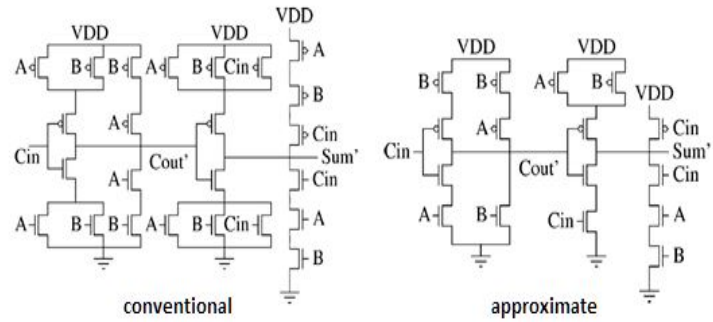 VDD
VDD VDD
A B B A B Cin A
B
A Cin
Cin Cout' Sum'
A Cin
A B B A B Cin A
B
conventional
VDD VDD
B B A B VDD
A Cin
Cin Cout' Sum'
Cin
A B Cin A
B
approximate